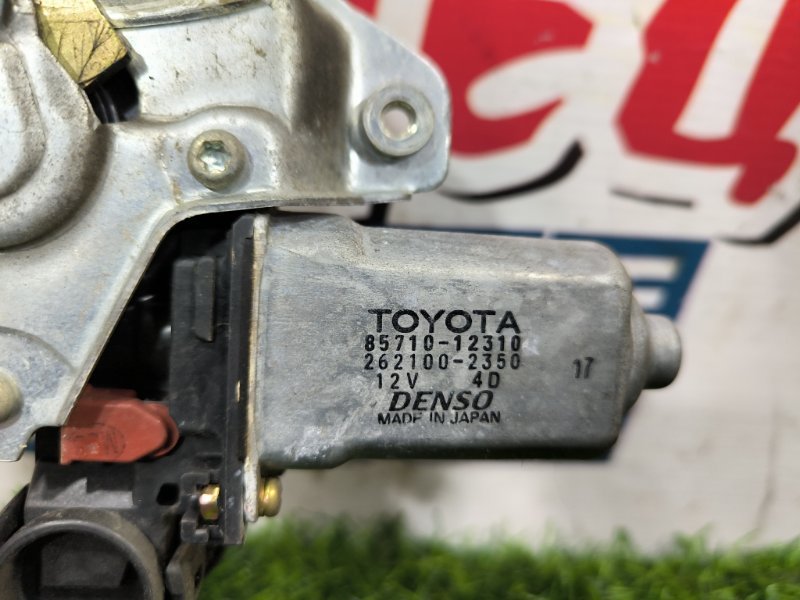 TOYOTA
85710-12310
262100-2350
12V 4D
17
DENSO
MADE IN JAPAN